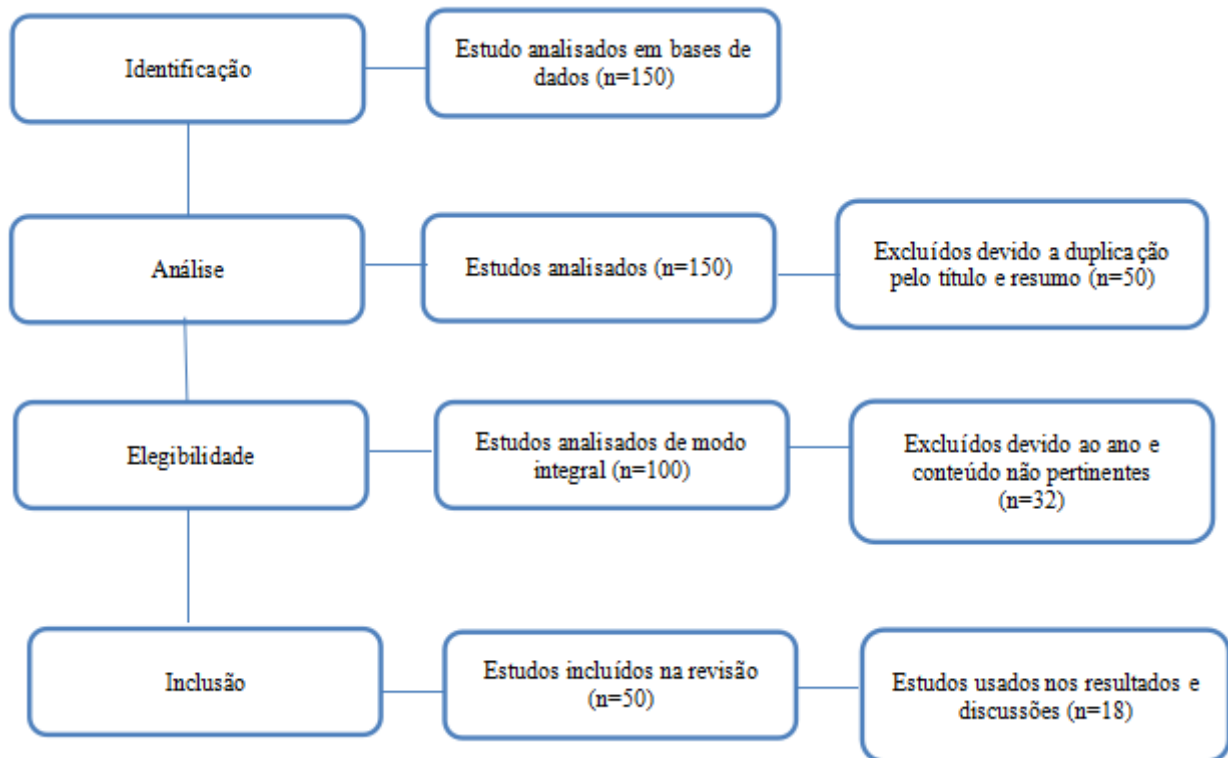 Identificação
Estudo analisados em bases de
dados (n=150)
Análise
Estudos analisados (n=150)
Excluídos devido a duplicação
pelo título e resumo (n=50)
Elegibilidade
Estudos analisados de modo
integral (n=100)
Excluídos devido ao ano e
conteúdo não pertinentes
(n=32)
Inclusão
Estudos incluídos na revisão
(n=50)
Estudos usados nos resultados e
discussões (n=18)